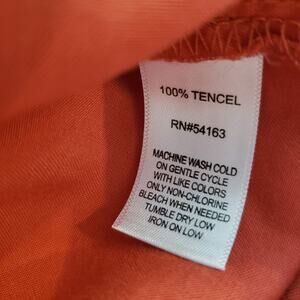 100% TENCEL
RN#54163
MACHINE WASH COLD
ON GENTLE CYCLE
WITH LIKE COLORS
ONLY NON-CHLORINE
BLEACH WHEN NEEDED
TUMBLE DRY LOW
IRON ON LOW